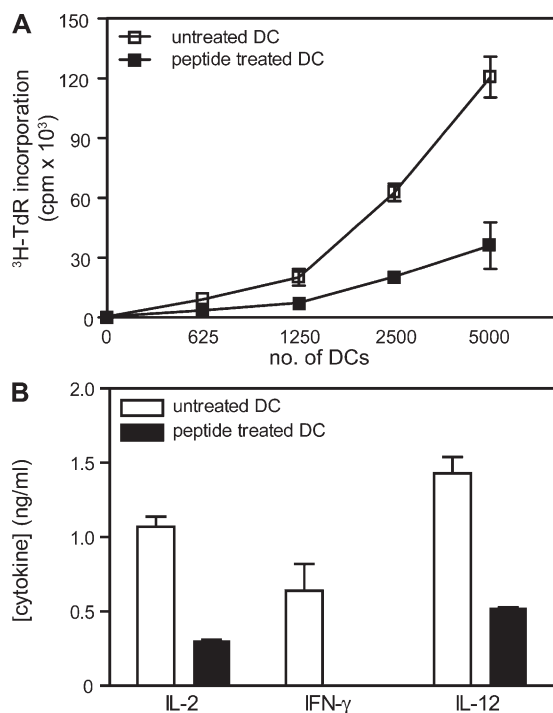 A
150
120
90
60
30
0
³H-TdR incorporation
(cpm x 10³)
untreated DC
peptide treated DC
0 625 1250 2500 5000
no. of DCs
B
2.0
1.5
1.0
0.5
0
[cytokine] (ng/ml)
untreated DC
peptide treated DC
IL-2 IFN-γ IL-12